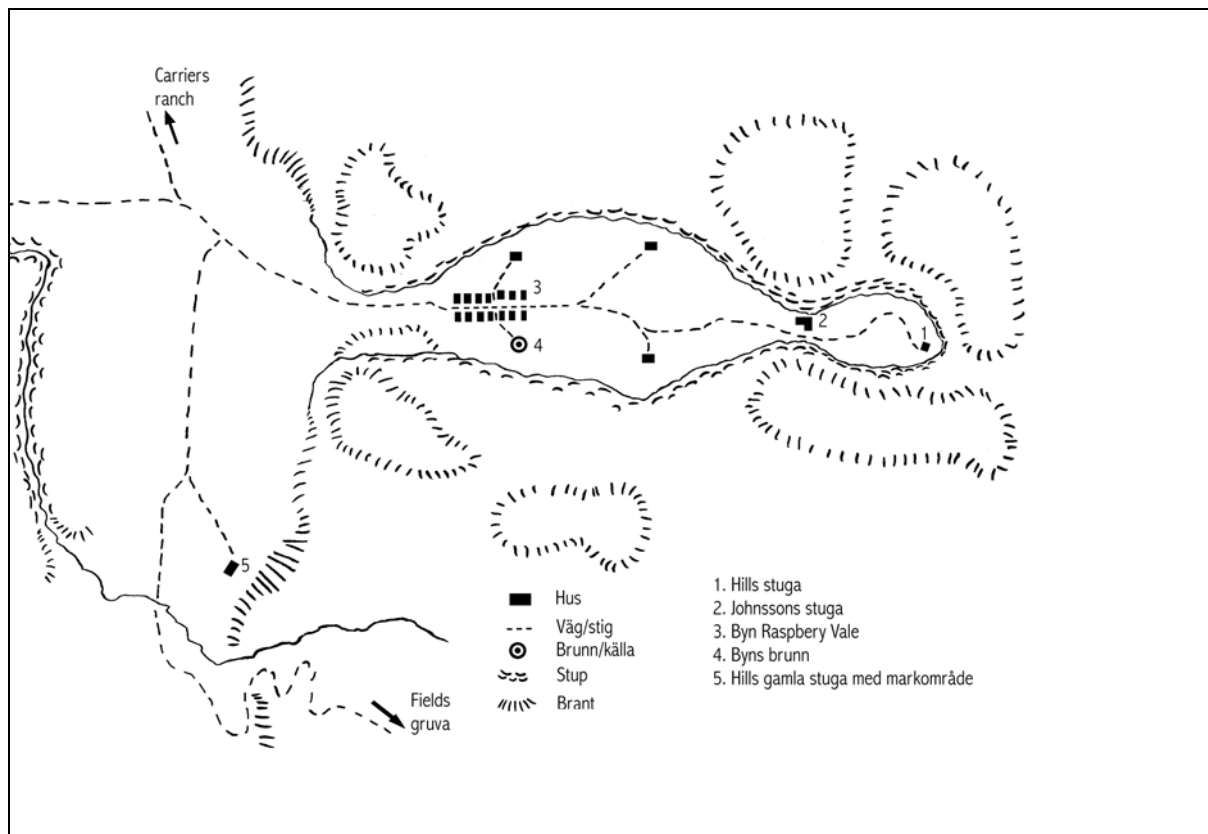 Carriers
ranch
3
2
1
4
5
Hus
Väg/stig
Brunn/källa
Stup
Brant
1. Hills stuga
2. Johnssons stuga
3. Byn Raspbery Vale
4. Byns brunn
5. Hills gamla stuga med markområde
Fields
gruva